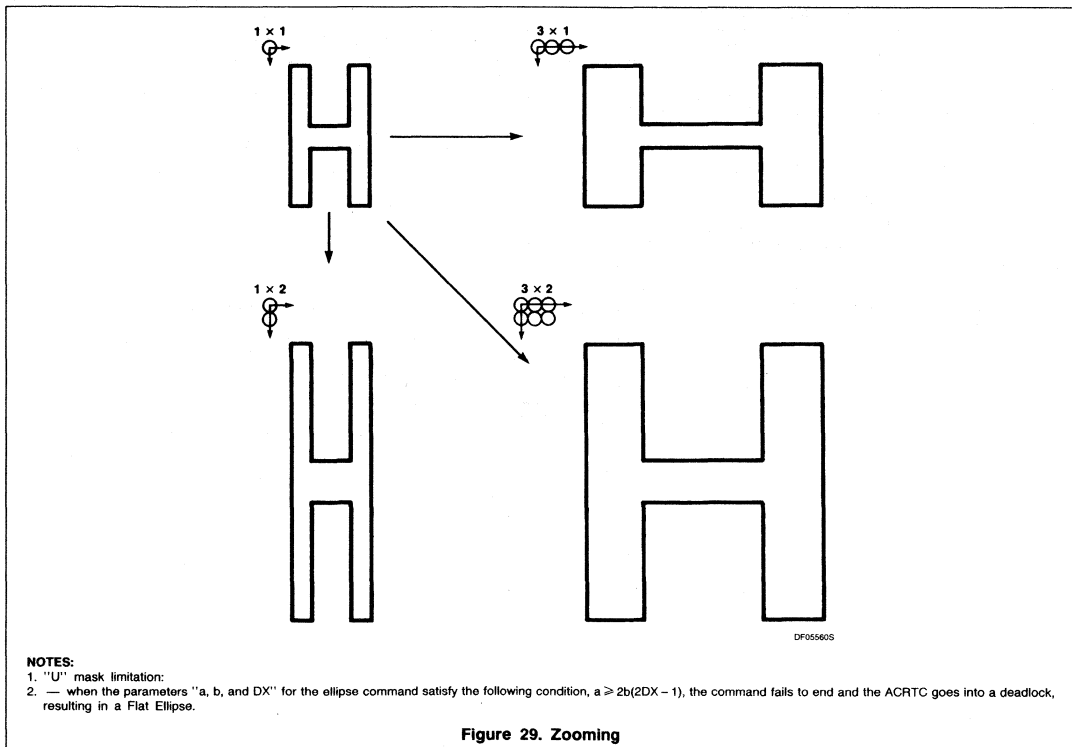 1 × 1
3 × 1
1 × 2
3 × 2
DF05560S
NOTES:
1. "U" mask limitation:
2. — when the parameters "a, b, and DX" for the ellipse command satisfy the following condition, a ⩾ 2b(2DX – 1), the command fails to end and the ACRTC goes into a deadlock,
resulting in a Flat Ellipse.
Figure 29. Zooming